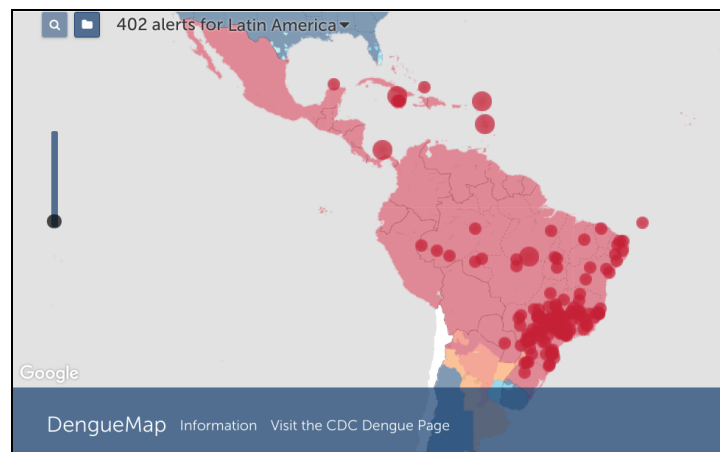 402 alerts for Latin America
Google
DengueMap Information Visit the CDC Dengue Page